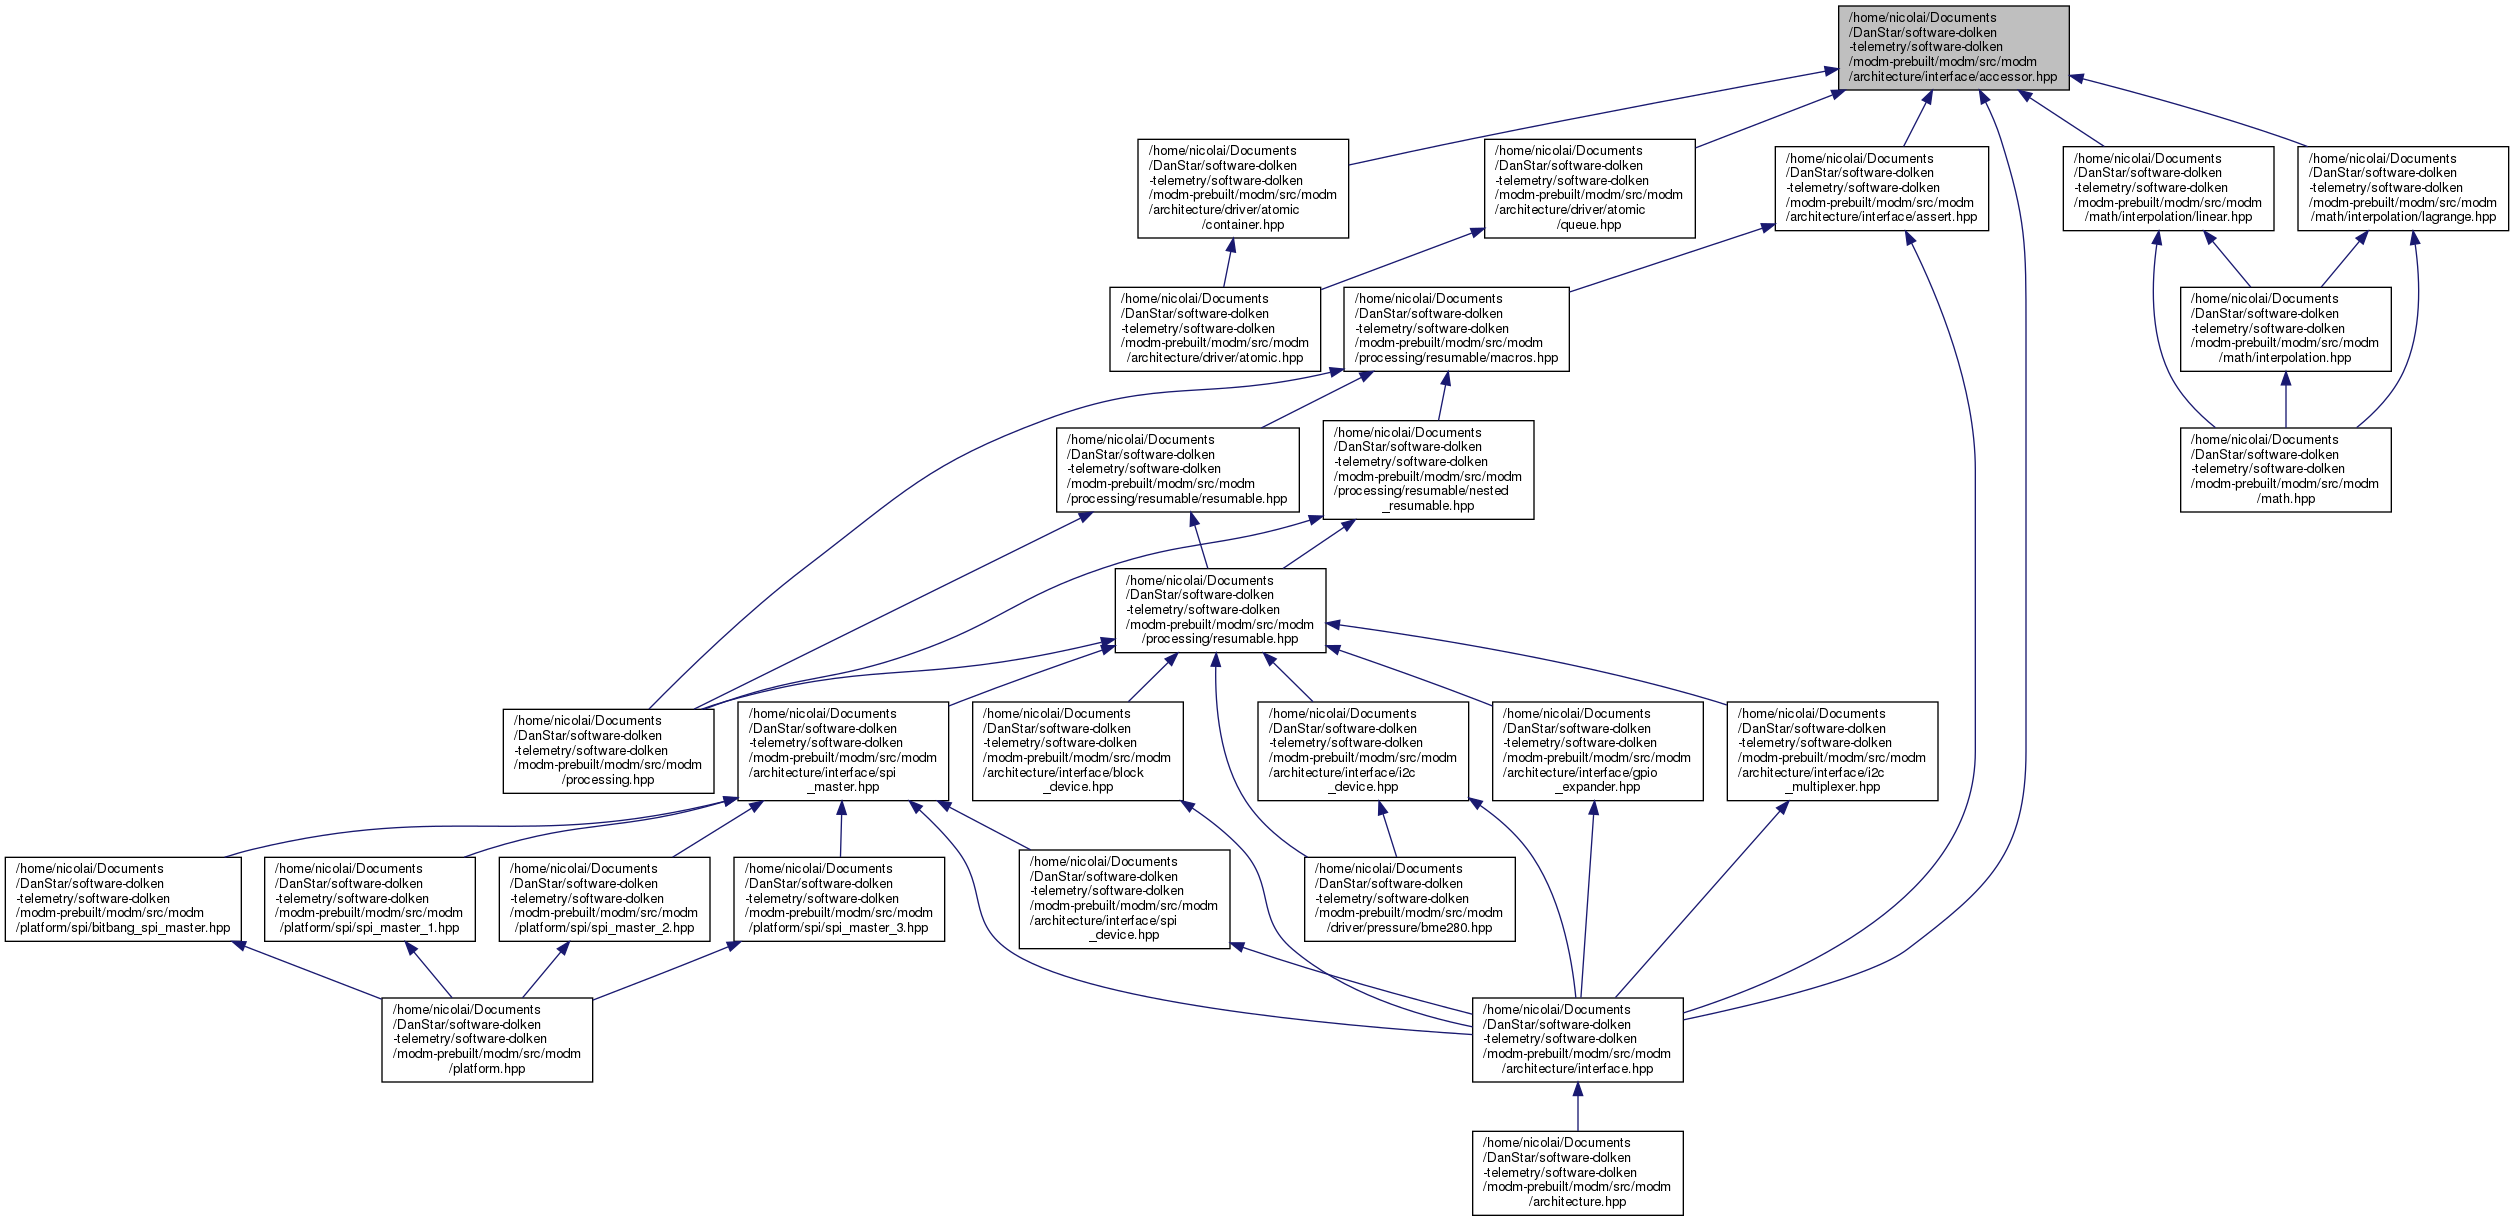 /home/nicolai/Documents
/DanStar/software-dolken
-telemetry/software-dolken
/modm-prebuilt/modm/src/modm
/architecture/interface/accessor.hpp
/home/nicolai/Documents
/DanStar/software-dolken
-telemetry/software-dolken
/modm-prebuilt/modm/src/modm
/architecture/driver/atomic
/container.hpp
/home/nicolai/Documents
/DanStar/software-dolken
-telemetry/software-dolken
/modm-prebuilt/modm/src/modm
/architecture/driver/atomic
/queue.hpp
/home/nicolai/Documents
/DanStar/software-dolken
-telemetry/software-dolken
/modm-prebuilt/modm/src/modm
/architecture/interface/assert.hpp
/home/nicolai/Documents
/DanStar/software-dolken
-telemetry/software-dolken
/modm-prebuilt/modm/src/modm
/math/interpolation/linear.hpp
/home/nicolai/Documents
/DanStar/software-dolken
-telemetry/software-dolken
/modm-prebuilt/modm/src/modm
/math/interpolation/lagrange.hpp
/home/nicolai/Documents
/DanStar/software-dolken
-telemetry/software-dolken
/modm-prebuilt/modm/src/modm
/architecture/driver/atomic.hpp
/home/nicolai/Documents
/DanStar/software-dolken
-telemetry/software-dolken
/modm-prebuilt/modm/src/modm
/processing/resumable/macros.hpp
/home/nicolai/Documents
/DanStar/software-dolken
-telemetry/software-dolken
/modm-prebuilt/modm/src/modm
/math/interpolation.hpp
/home/nicolai/Documents
/DanStar/software-dolken
-telemetry/software-dolken
/modm-prebuilt/modm/src/modm
/processing/resumable/resumable.hpp
/home/nicolai/Documents
/DanStar/software-dolken
-telemetry/software-dolken
/modm-prebuilt/modm/src/modm
/processing/resumable/nested
_resumable.hpp
/home/nicolai/Documents
/DanStar/software-dolken
-telemetry/software-dolken
/modm-prebuilt/modm/src/modm
/math.hpp
/home/nicolai/Documents
/DanStar/software-dolken
-telemetry/software-dolken
/modm-prebuilt/modm/src/modm
/processing/resumable.hpp
/home/nicolai/Documents
/DanStar/software-dolken
-telemetry/software-dolken
/modm-prebuilt/modm/src/modm
/processing.hpp
/home/nicolai/Documents
/DanStar/software-dolken
-telemetry/software-dolken
/modm-prebuilt/modm/src/modm
/architecture/interface/spi
_master.hpp
/home/nicolai/Documents
/DanStar/software-dolken
-telemetry/software-dolken
/modm-prebuilt/modm/src/modm
/architecture/interface/block
_device.hpp
/home/nicolai/Documents
/DanStar/software-dolken
-telemetry/software-dolken
/modm-prebuilt/modm/src/modm
/architecture/interface/i2c
_device.hpp
/home/nicolai/Documents
/DanStar/software-dolken
-telemetry/software-dolken
/modm-prebuilt/modm/src/modm
/architecture/interface/gpio
_expander.hpp
/home/nicolai/Documents
/DanStar/software-dolken
-telemetry/software-dolken
/modm-prebuilt/modm/src/modm
/architecture/interface/i2c
_multiplexer.hpp
/home/nicolai/Documents
/DanStar/software-dolken
-telemetry/software-dolken
/modm-prebuilt/modm/src/modm
/platform/spi/bitbang_spi_master.hpp
/home/nicolai/Documents
/DanStar/software-dolken
-telemetry/software-dolken
/modm-prebuilt/modm/src/modm
/platform/spi/spi_master_1.hpp
/home/nicolai/Documents
/DanStar/software-dolken
-telemetry/software-dolken
/modm-prebuilt/modm/src/modm
/platform/spi/spi_master_2.hpp
/home/nicolai/Documents
/DanStar/software-dolken
-telemetry/software-dolken
/modm-prebuilt/modm/src/modm
/platform/spi/spi_master_3.hpp
/home/nicolai/Documents
/DanStar/software-dolken
-telemetry/software-dolken
/modm-prebuilt/modm/src/modm
/architecture/interface/spi
_device.hpp
/home/nicolai/Documents
/DanStar/software-dolken
-telemetry/software-dolken
/modm-prebuilt/modm/src/modm
/driver/pressure/bme280.hpp
/home/nicolai/Documents
/DanStar/software-dolken
-telemetry/software-dolken
/modm-prebuilt/modm/src/modm
/platform.hpp
/home/nicolai/Documents
/DanStar/software-dolken
-telemetry/software-dolken
/modm-prebuilt/modm/src/modm
/architecture/interface.hpp
/home/nicolai/Documents
/DanStar/software-dolken
-telemetry/software-dolken
/modm-prebuilt/modm/src/modm
/architecture.hpp